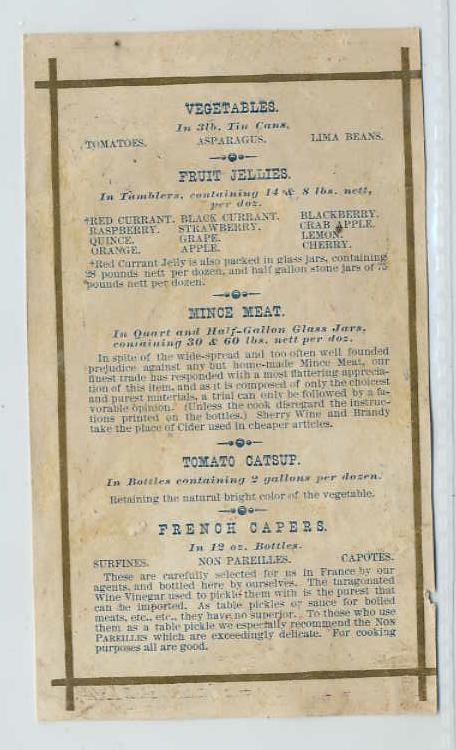 VEGETABLES.
In 3lb. Tin Cans.
TOMATOES. ASPARAGUS. LIMA BEANS.
FRUIT JELLIES.
In Tumblers, containing 14 & 8 lbs. nett,
per doz.
†RED CURRANT. BLACK CURRANT. BLACKBERRY.
RASPBERRY. STRAWBERRY. CRAB APPLE.
QUINCE. GRAPE. LEMON.
ORANGE. APPLE. CHERRY.
†Red Currant Jelly is also packed in glass jars, containing
28 pounds nett per dozen, and half gallon stone jars of 75
pounds nett per dozen.
MINCE MEAT.
In Quart and Half-Gallon Glass Jars,
containing 30 & 60 lbs. nett per doz.
In spite of the wide-spread and too often well founded
prejudice against any but home-made Mince Meat, our
finest trade has responded with a most flattering apprecia-
tion of this item, and as it is composed of only the choicest
and purest materials, a trial can only be followed by a fa-
vorable opinion. (Unless the cook disregard the instruc-
tions printed on the bottles.) Sherry Wine and Brandy
take the place of Cider used in cheaper articles.
TOMATO CATSUP.
In Bottles containing 2 gallons per dozen.
Retaining the natural bright color of the vegetable.
FRENCH CAPERS.
In 12 oz. Bottles.
SURFINES. NON PAREILLES. CAPOTES.
These are carefully selected for us in France by our
agents, and bottled here by ourselves. The taragonated
Wine Vinegar used to pickle them with is the purest that
can be imported. As table pickles or sauce for boiled
meats, etc., etc., they have no superior. To those who use
them as a table pickle we especially recommend the NON
PAREILLES which are exceedingly delicate. For cooking
purposes all are good.